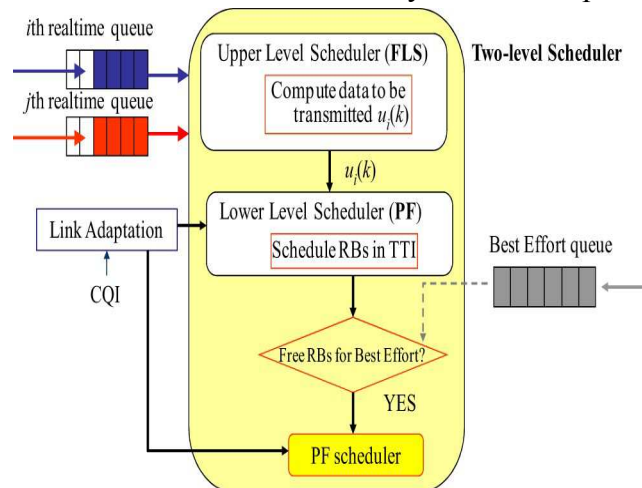 ith realtime queue
Upper Level Scheduler (FLS)
Two-level Scheduler
Compute data to be
transmitted ui(k)
jth realtime queue
ui(k)
Lower Level Scheduler (PF)
Link Adaptation
Schedule RBs in TTI
Best Effort queue
CQI
Free RBs for Best Effort?
YES
PF scheduler